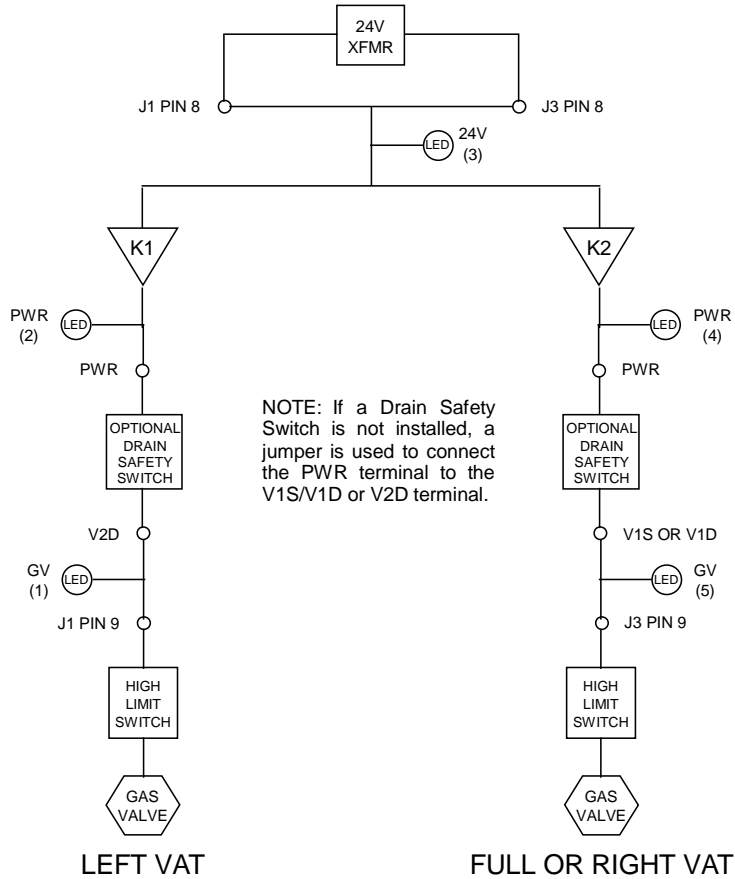 24V
XFMR
J1 PIN 8
J3 PIN 8
LED
24V
(3)
K1
K2
PWR
(2)
LED
LED
PWR
(4)
PWR
PWR
OPTIONAL
DRAIN
SAFETY
SWITCH
NOTE: If a Drain Safety
Switch is not installed, a
jumper is used to connect
the PWR terminal to the
V1S/V1D or V2D terminal.
OPTIONAL
DRAIN
SAFETY
SWITCH
V2D
V1S OR V1D
GV
(1)
LED
LED
GV
(5)
J1 PIN 9
J3 PIN 9
HIGH
LIMIT
SWITCH
HIGH
LIMIT
SWITCH
GAS
VALVE
GAS
VALVE
LEFT VAT
FULL OR RIGHT VAT